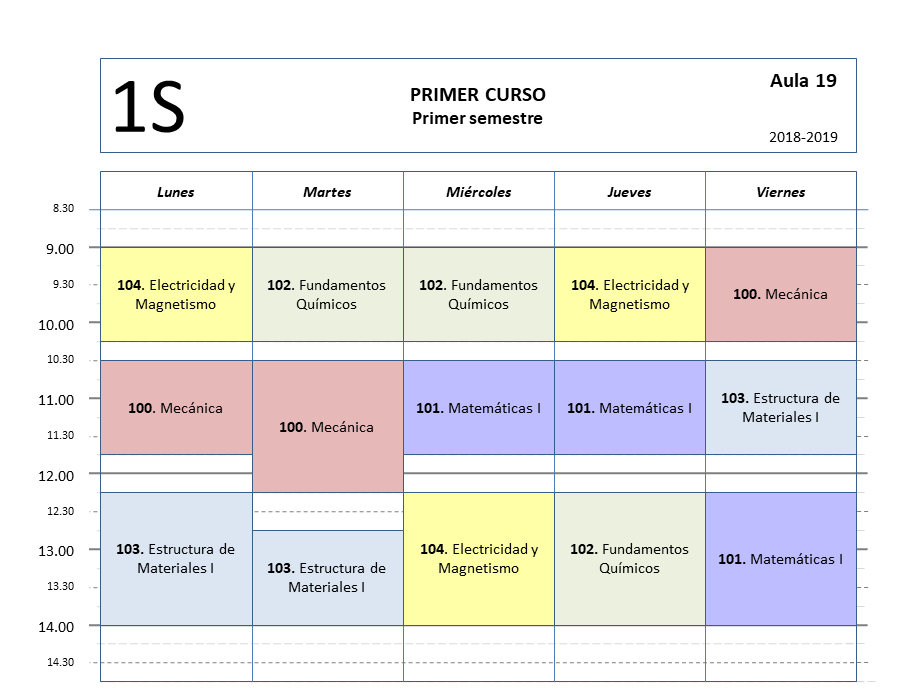 1S
PRIMER CURSO
Primer semestre
Aula 19
2018-2019
Lunes Martes Miércoles Jueves Viernes
8.30
9.00
9.30
10.00
10.30
11.00
11.30
12.00
12.30
13.00
13.30
14.00
14.30
104. Electricidad y
Magnetismo
102. Fundamentos
Químicos
102. Fundamentos
Químicos
104. Electricidad y
Magnetismo
100. Mecánica
100. Mecánica
100. Mecánica
101. Matemáticas I
101. Matemáticas I
103. Estructura de
Materiales I
103. Estructura de
Materiales I
103. Estructura de
Materiales I
104. Electricidad y
Magnetismo
102. Fundamentos
Químicos
101. Matemáticas I